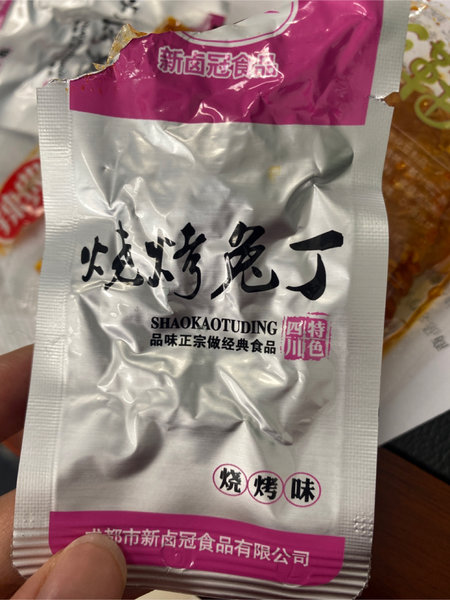 新卤冠食品
烧烤兔丁
SHAOKAOTUDING
品味正宗做经典食品
四川特色
烧烤味
成都市新卤冠食品有限公司